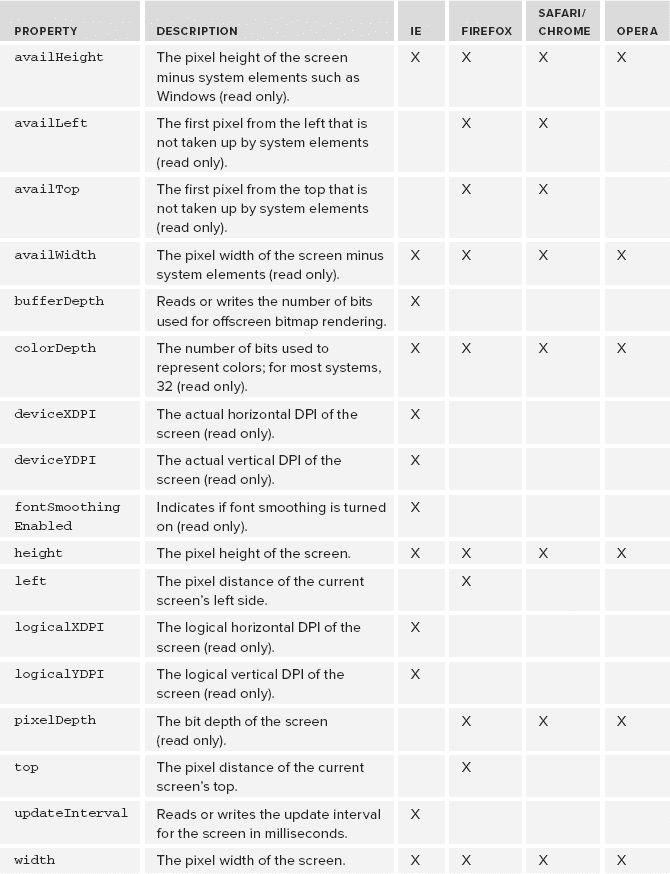 SAFARI/
PROPERTY DESCRIPTION IE FIREFOX CHROME OPERA
availHeight The pixel height of the screen X X X X
minus system elements such as
Windows (read only).
availLeft The first pixel from the left that is X X
not taken up by system elements
(read only).
availTop The first pixel from the top that is X X
not taken up by system elements
(read only).
availWidth The pixel width of the screen minus X X X X
system elements (read only).
bufferDepth Reads or writes the number of bits X
used for offscreen bitmap rendering.
colorDepth The number of bits used to X X X X
represent colors; for most systems,
32 (read only).
deviceXDPI The actual horizontal DPI of the X
screen (read only).
deviceYDPI The actual vertical DPI of the X
screen (read only).
fontSmoothing Indicates if font smoothing is turned X
Enabled on (read only).
height The pixel height of the screen. X X X X
left The pixel distance of the current X
screen’s left side.
logicalXDPI The logical horizontal DPI of the X
screen (read only).
logicalYDPI The logical vertical DPI of the X
screen (read only).
pixelDepth The bit depth of the screen X X X
(read only).
top The pixel distance of the current X
screen’s top.
updateInterval Reads or writes the update interval X
for the screen in milliseconds.
width The pixel width of the screen. X X X X